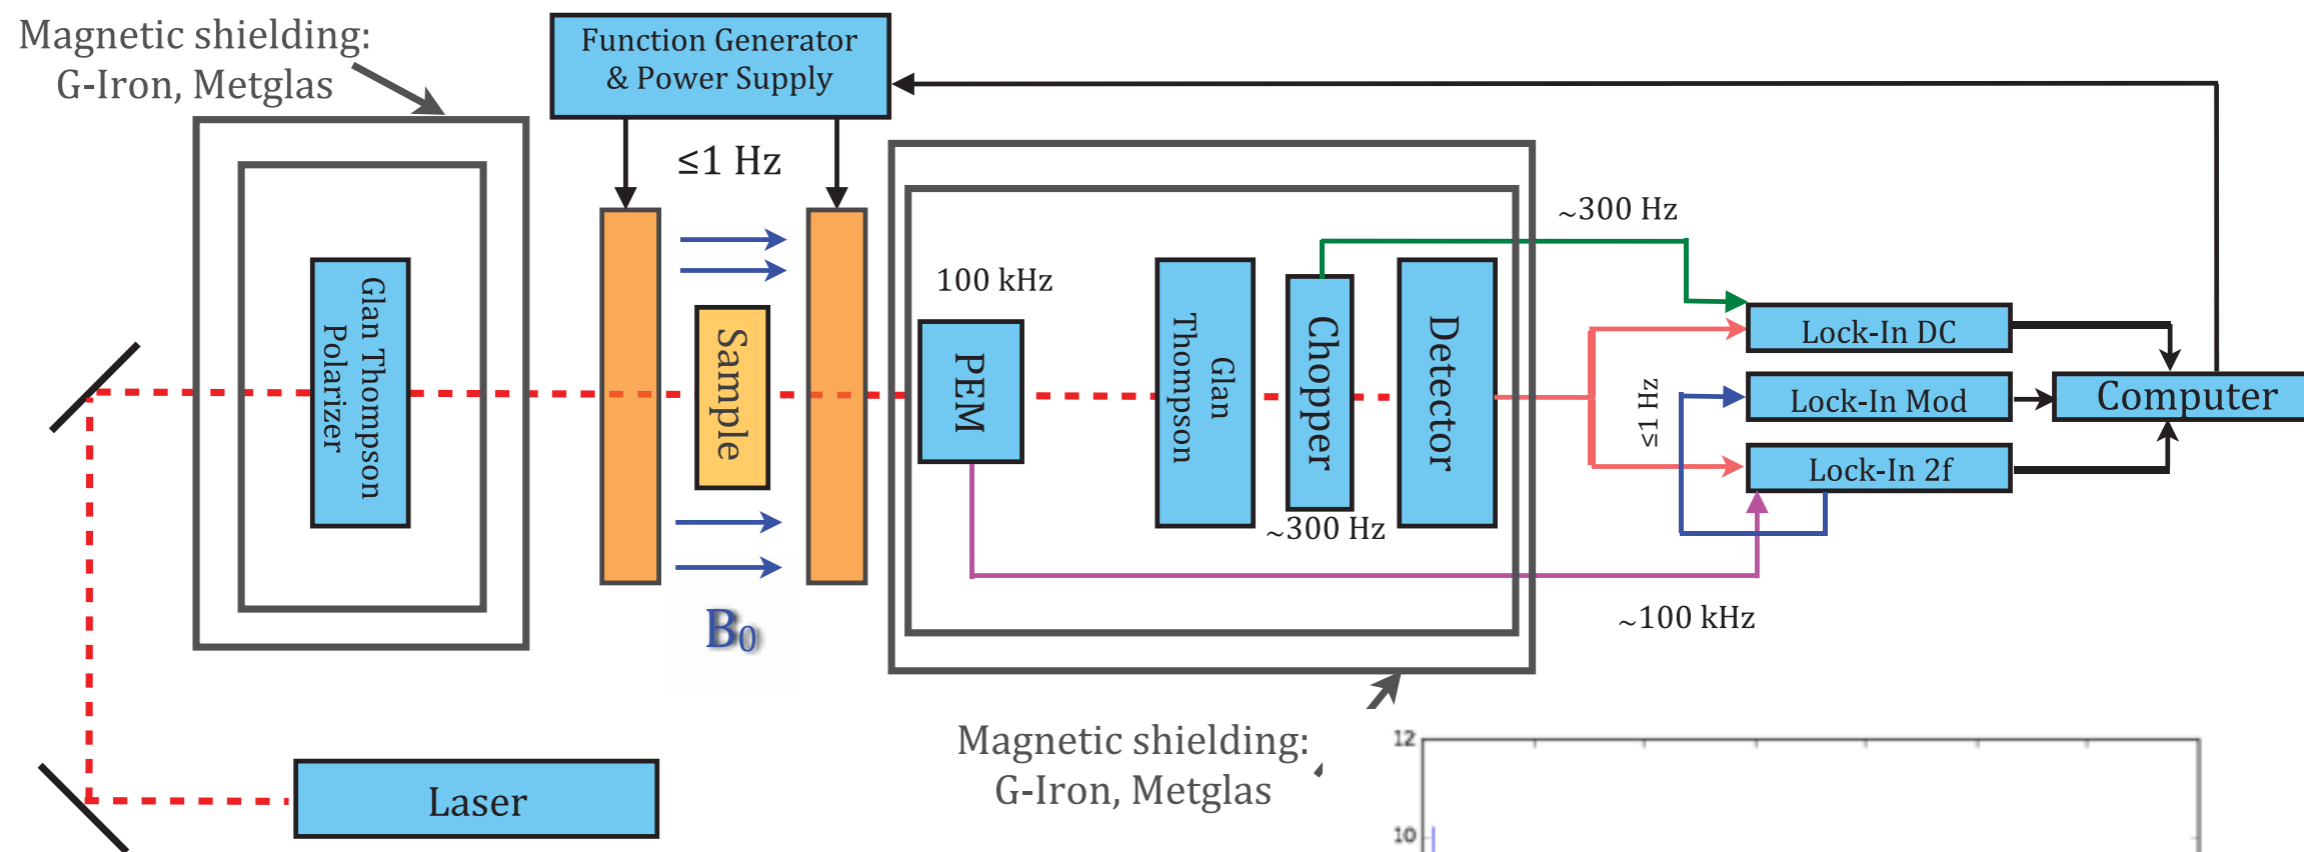 Magnetic shielding:
G-Iron, Metglas
Function Generator
& Power Supply
≤1 Hz
~300 Hz
100 kHz
Glan Thompson
Polarizer
Sample
PEM
Glan
Thompson
Chopper
Detector
~300 Hz
Lock-In DC
≤1 Hz
Lock-In Mod
Computer
Lock-In 2f
B₀
~100 kHz
Magnetic shielding:
G-Iron, Metglas
Laser
12
10